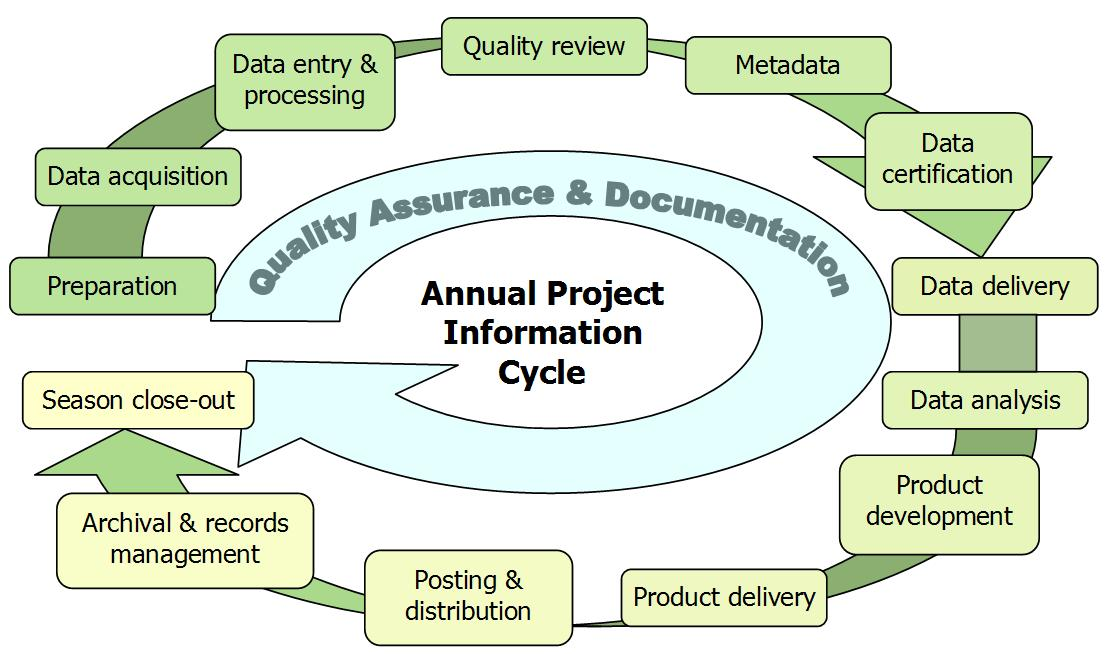 Quality review
Metadata
Data entry &
processing
Data
certification
Data acquisition
Quality Assurance & Documentation
Preparation
Data delivery
Annual Project
Information
Cycle
Season close-out
Data analysis
Product
development
Archival & records
management
Posting &
distribution
Product delivery